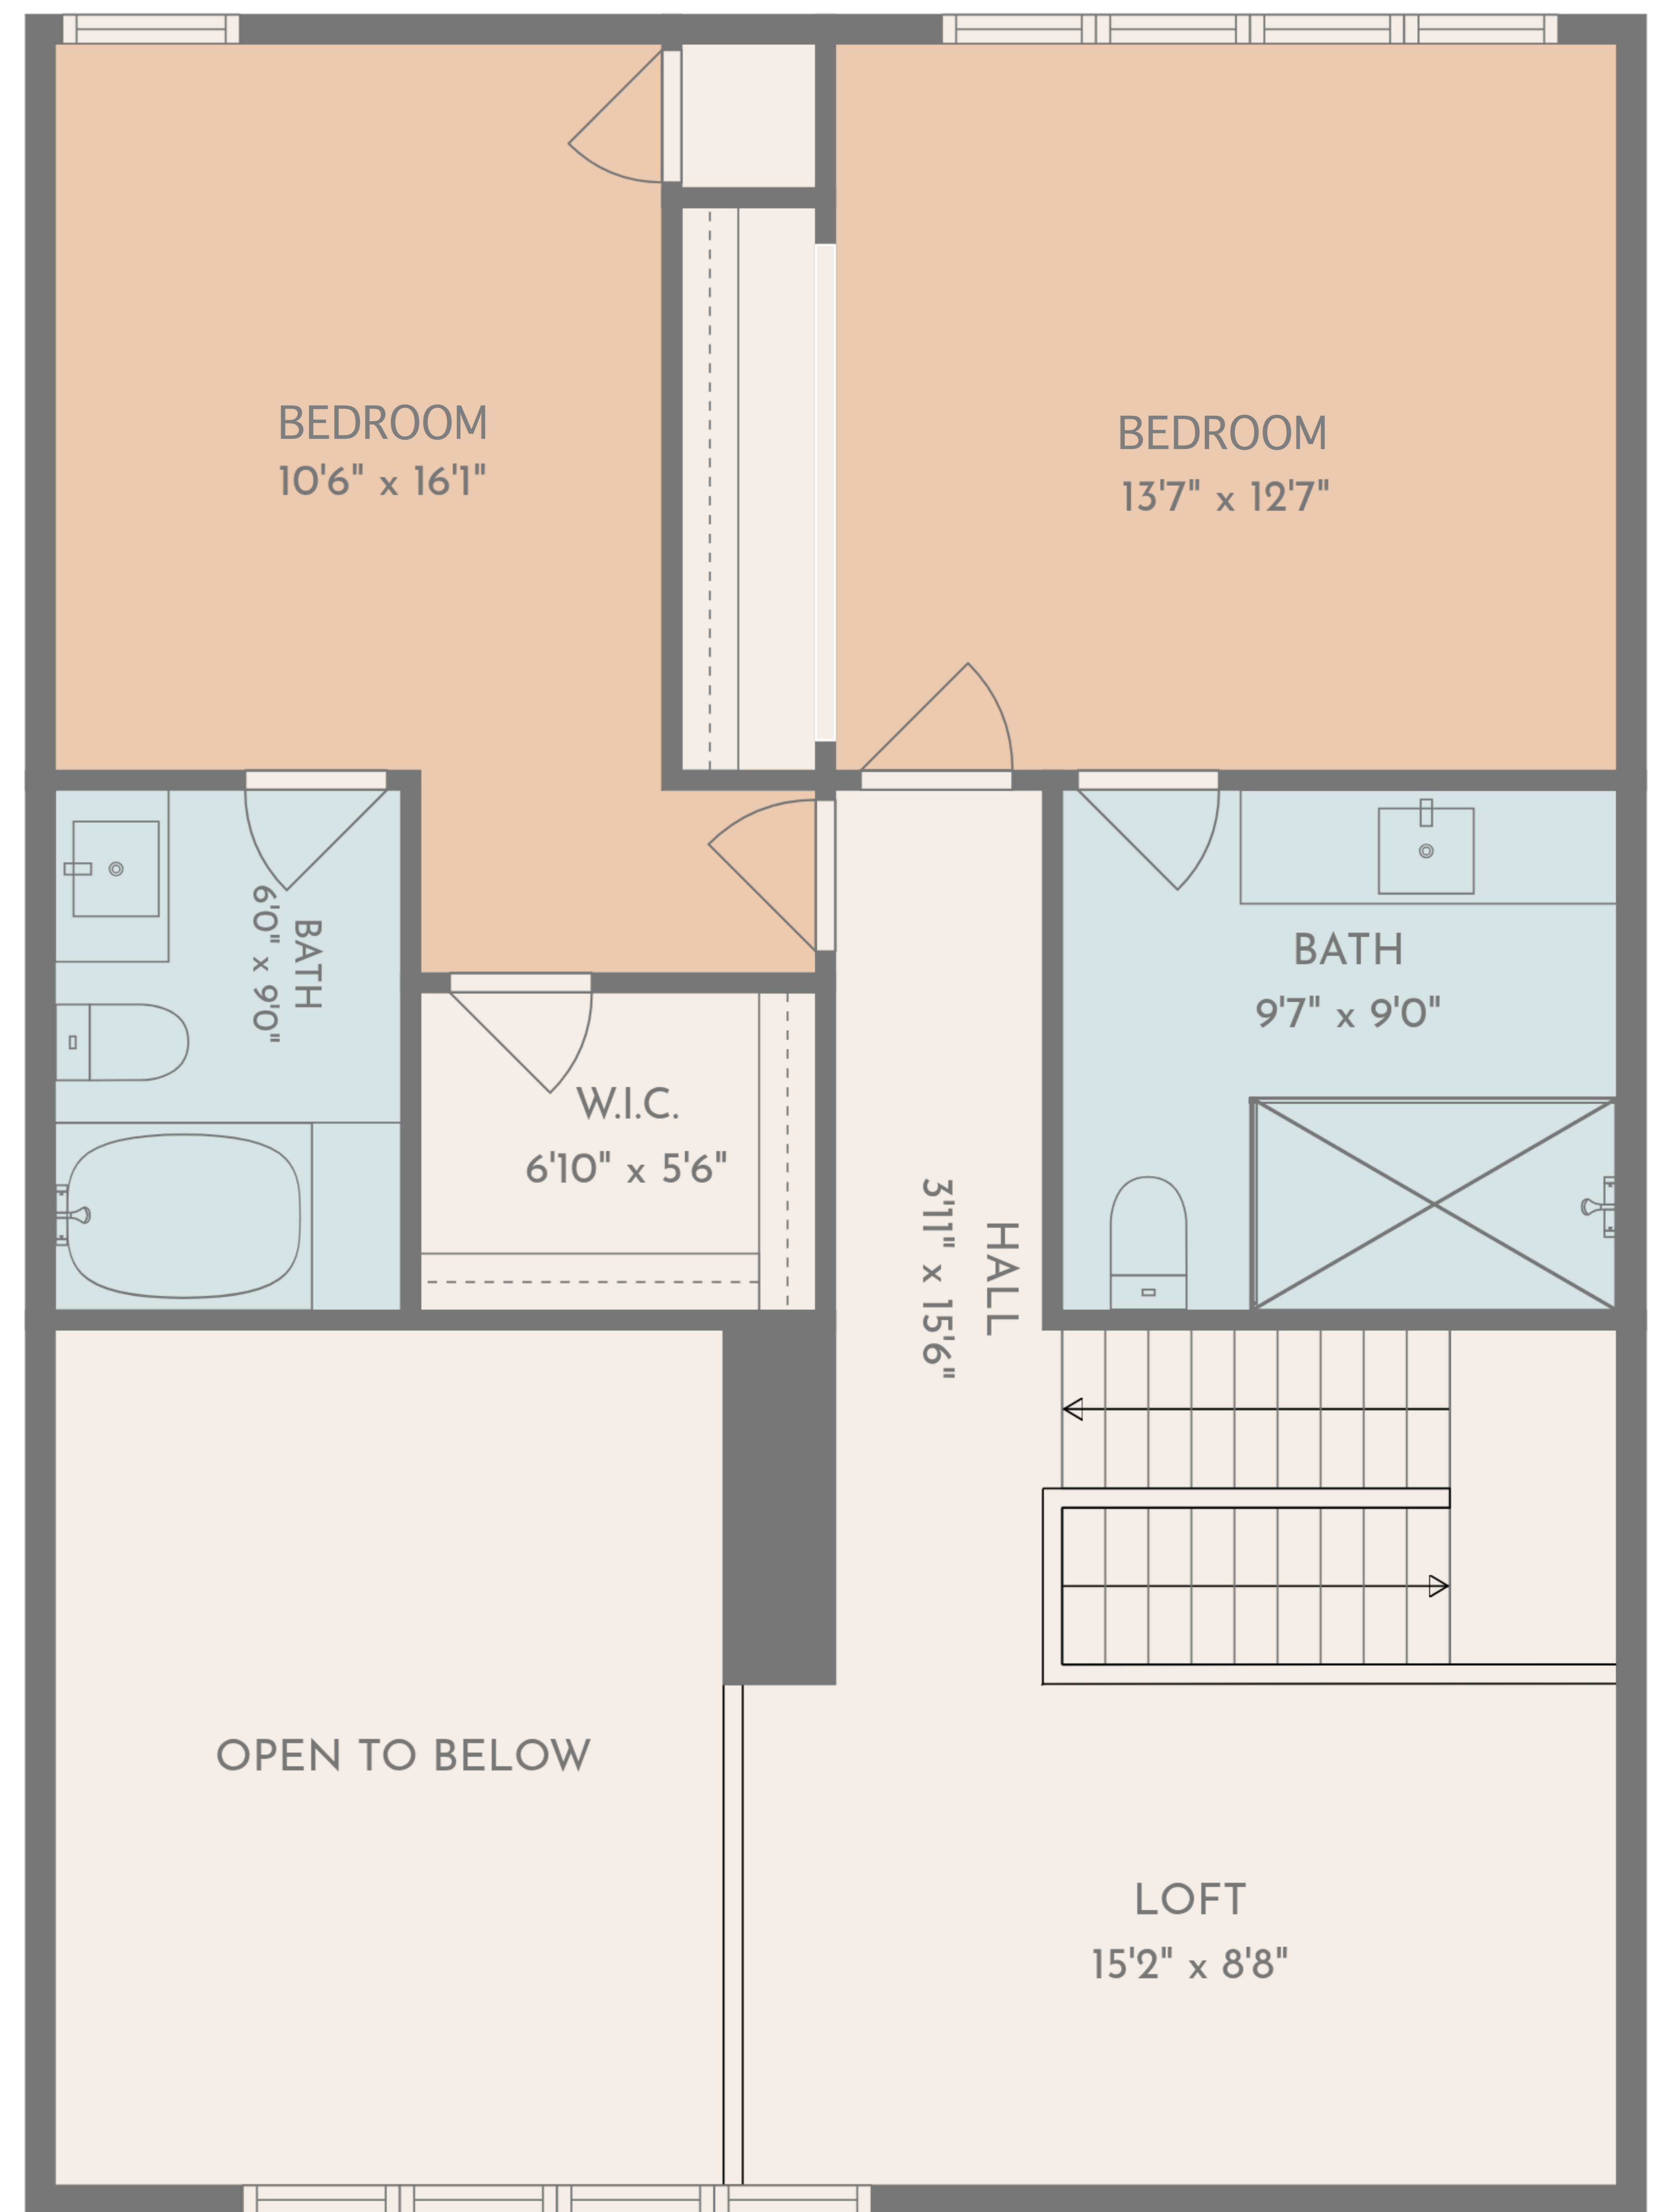 BEDROOM
10'6" x 16'1"
BEDROOM
13'7" x 12'7"
BATH
6'0" x 9'0"
BATH
9'7" x 9'0"
W.I.C.
6'10" x 5'6"
HALL
3'11" x 15'6"
OPEN TO BELOW
LOFT
15'2" x 8'8"